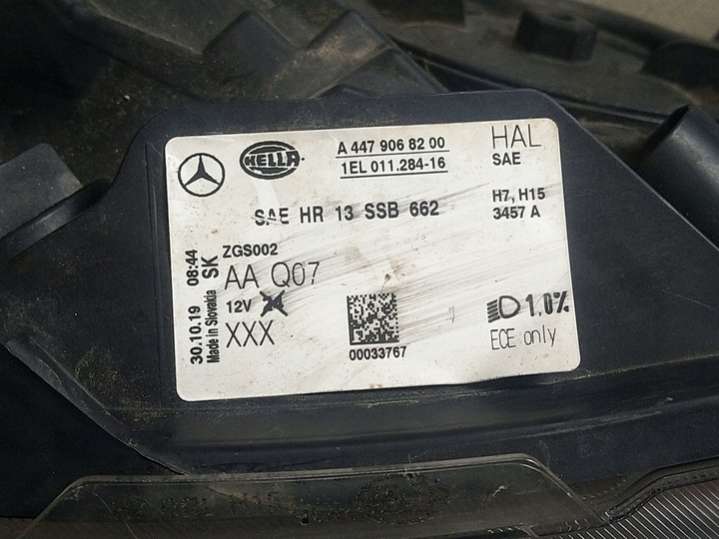 HELLA
A 447 906 82 00
1EL 011.284-16
HAL
SAE
SAE HR 13 SSB 662
H7, H15
3457 A
30.10.19 08:44
Made in Slovakia SK
ZGS002
AA Q07
12V
XXX
00033767
1,0%
ECE only